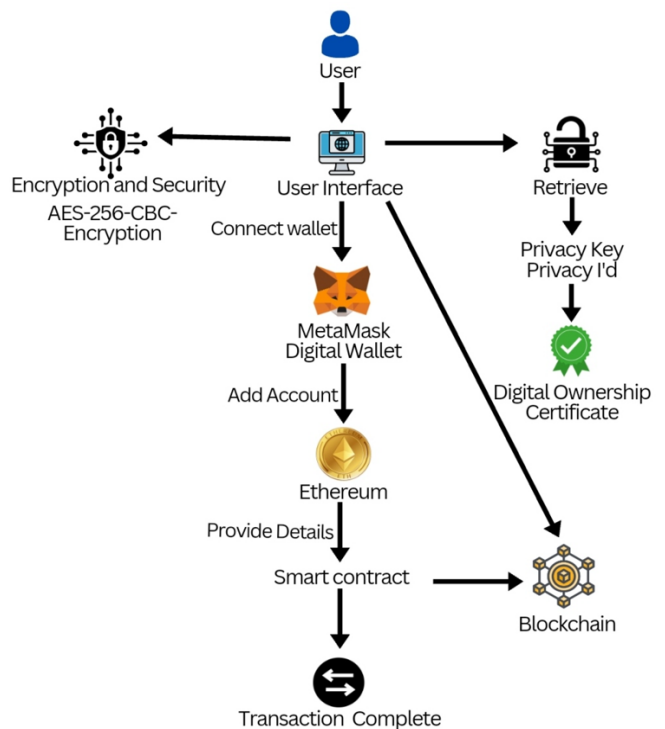 User
Encryption and Security
AES-256-CBC-
Encryption
User Interface
Retrieve
Connect wallet
Privacy Key
Privacy I'd
MetaMask
Digital Wallet
Digital Ownership
Certificate
Add Account
Ethereum
Provide Details
Smart contract
Blockchain
Transaction Complete